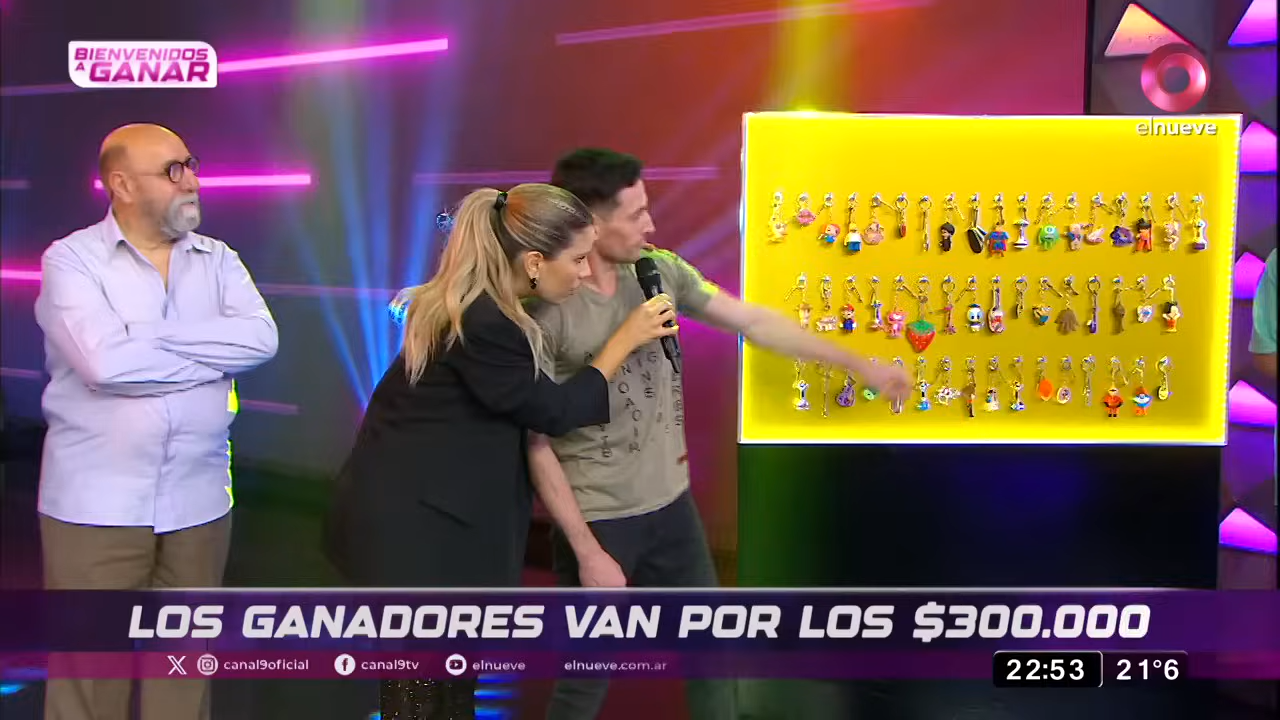 BIENVENIDOS
A GANAR
elnueve
LOS GANADORES VAN POR LOS $300.000
canal9oficial canal9tv elnueve elnueve.com.ar
22:53 21°6